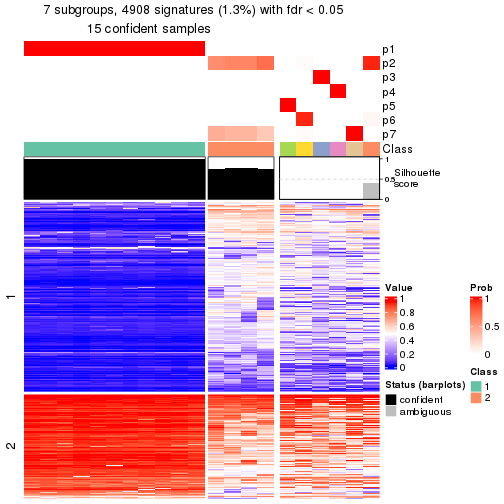 7 subgroups, 4908 signatures (1.3%) with fdr < 0.05
15 confident samples
p1
p2
p3
p4
p5
p6
p7
Class
1
0.5
0
Silhouette
score
1
2
Value
1
0.8
0.6
0.4
0.2
0
Status (barplots)
confident
ambiguous
Prob
1
0.5
0
Class
1
2